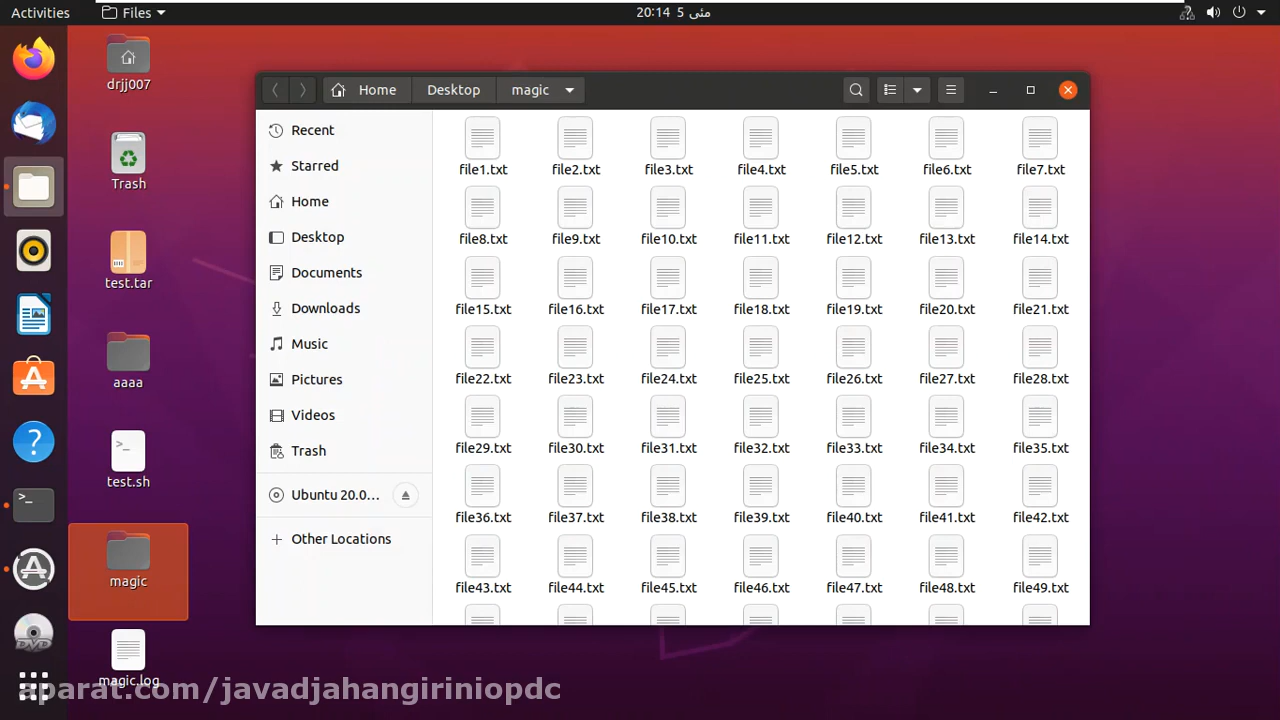 Activities
Files
20:14 5 مئی
drjj007
Trash
test.tar
aaaa
test.sh
magic
magic.log
Home
Desktop
magic
Recent
Starred
Home
Desktop
Documents
Downloads
Music
Pictures
Videos
Trash
Ubuntu 20.0...
Other Locations
file1.txt file2.txt file3.txt file4.txt file5.txt file6.txt file7.txt
file8.txt file9.txt file10.txt file11.txt file12.txt file13.txt file14.txt
file15.txt file16.txt file17.txt file18.txt file19.txt file20.txt file21.txt
file22.txt file23.txt file24.txt file25.txt file26.txt file27.txt file28.txt
file29.txt file30.txt file31.txt file32.txt file33.txt file34.txt file35.txt
file36.txt file37.txt file38.txt file39.txt file40.txt file41.txt file42.txt
file43.txt file44.txt file45.txt file46.txt file47.txt file48.txt file49.txt
DVD
aparat.com/javadjahangiriniopdc